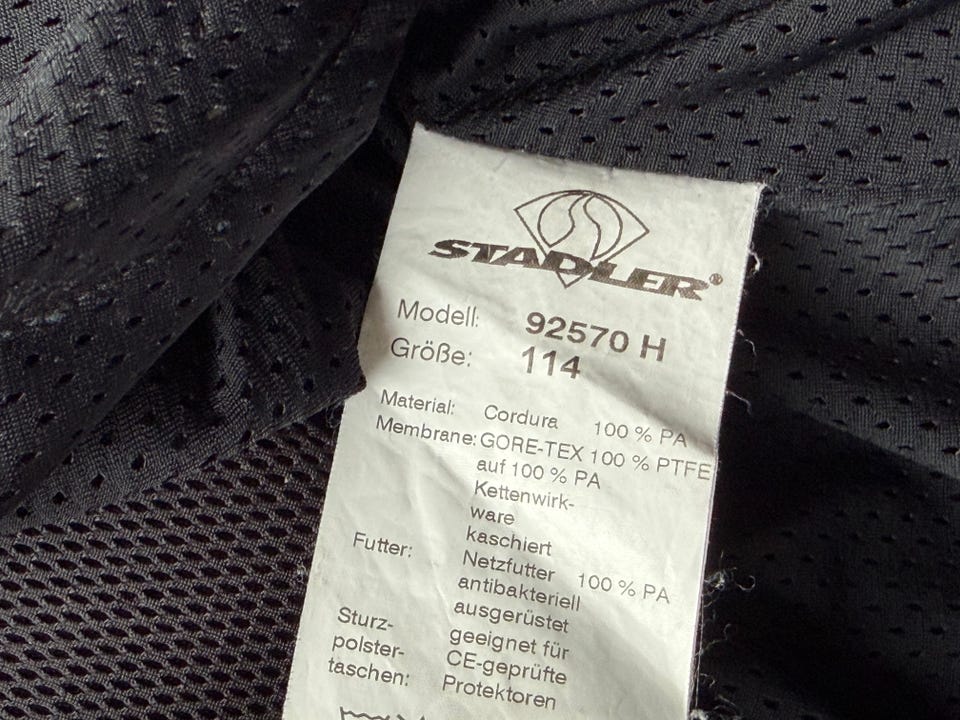 STADLER®
Modell: 92570 H
Größe: 114
Material: Cordura 100 % PA
Membrane: GORE-TEX 100 % PTFE
auf 100 % PA
Kettenwirk-
ware
kaschiert
Futter: Netzfutter 100 % PA
antibakteriell
ausgerüstet
Sturz- geeignet für
polster- CE-geprüfte
taschen: Protektoren